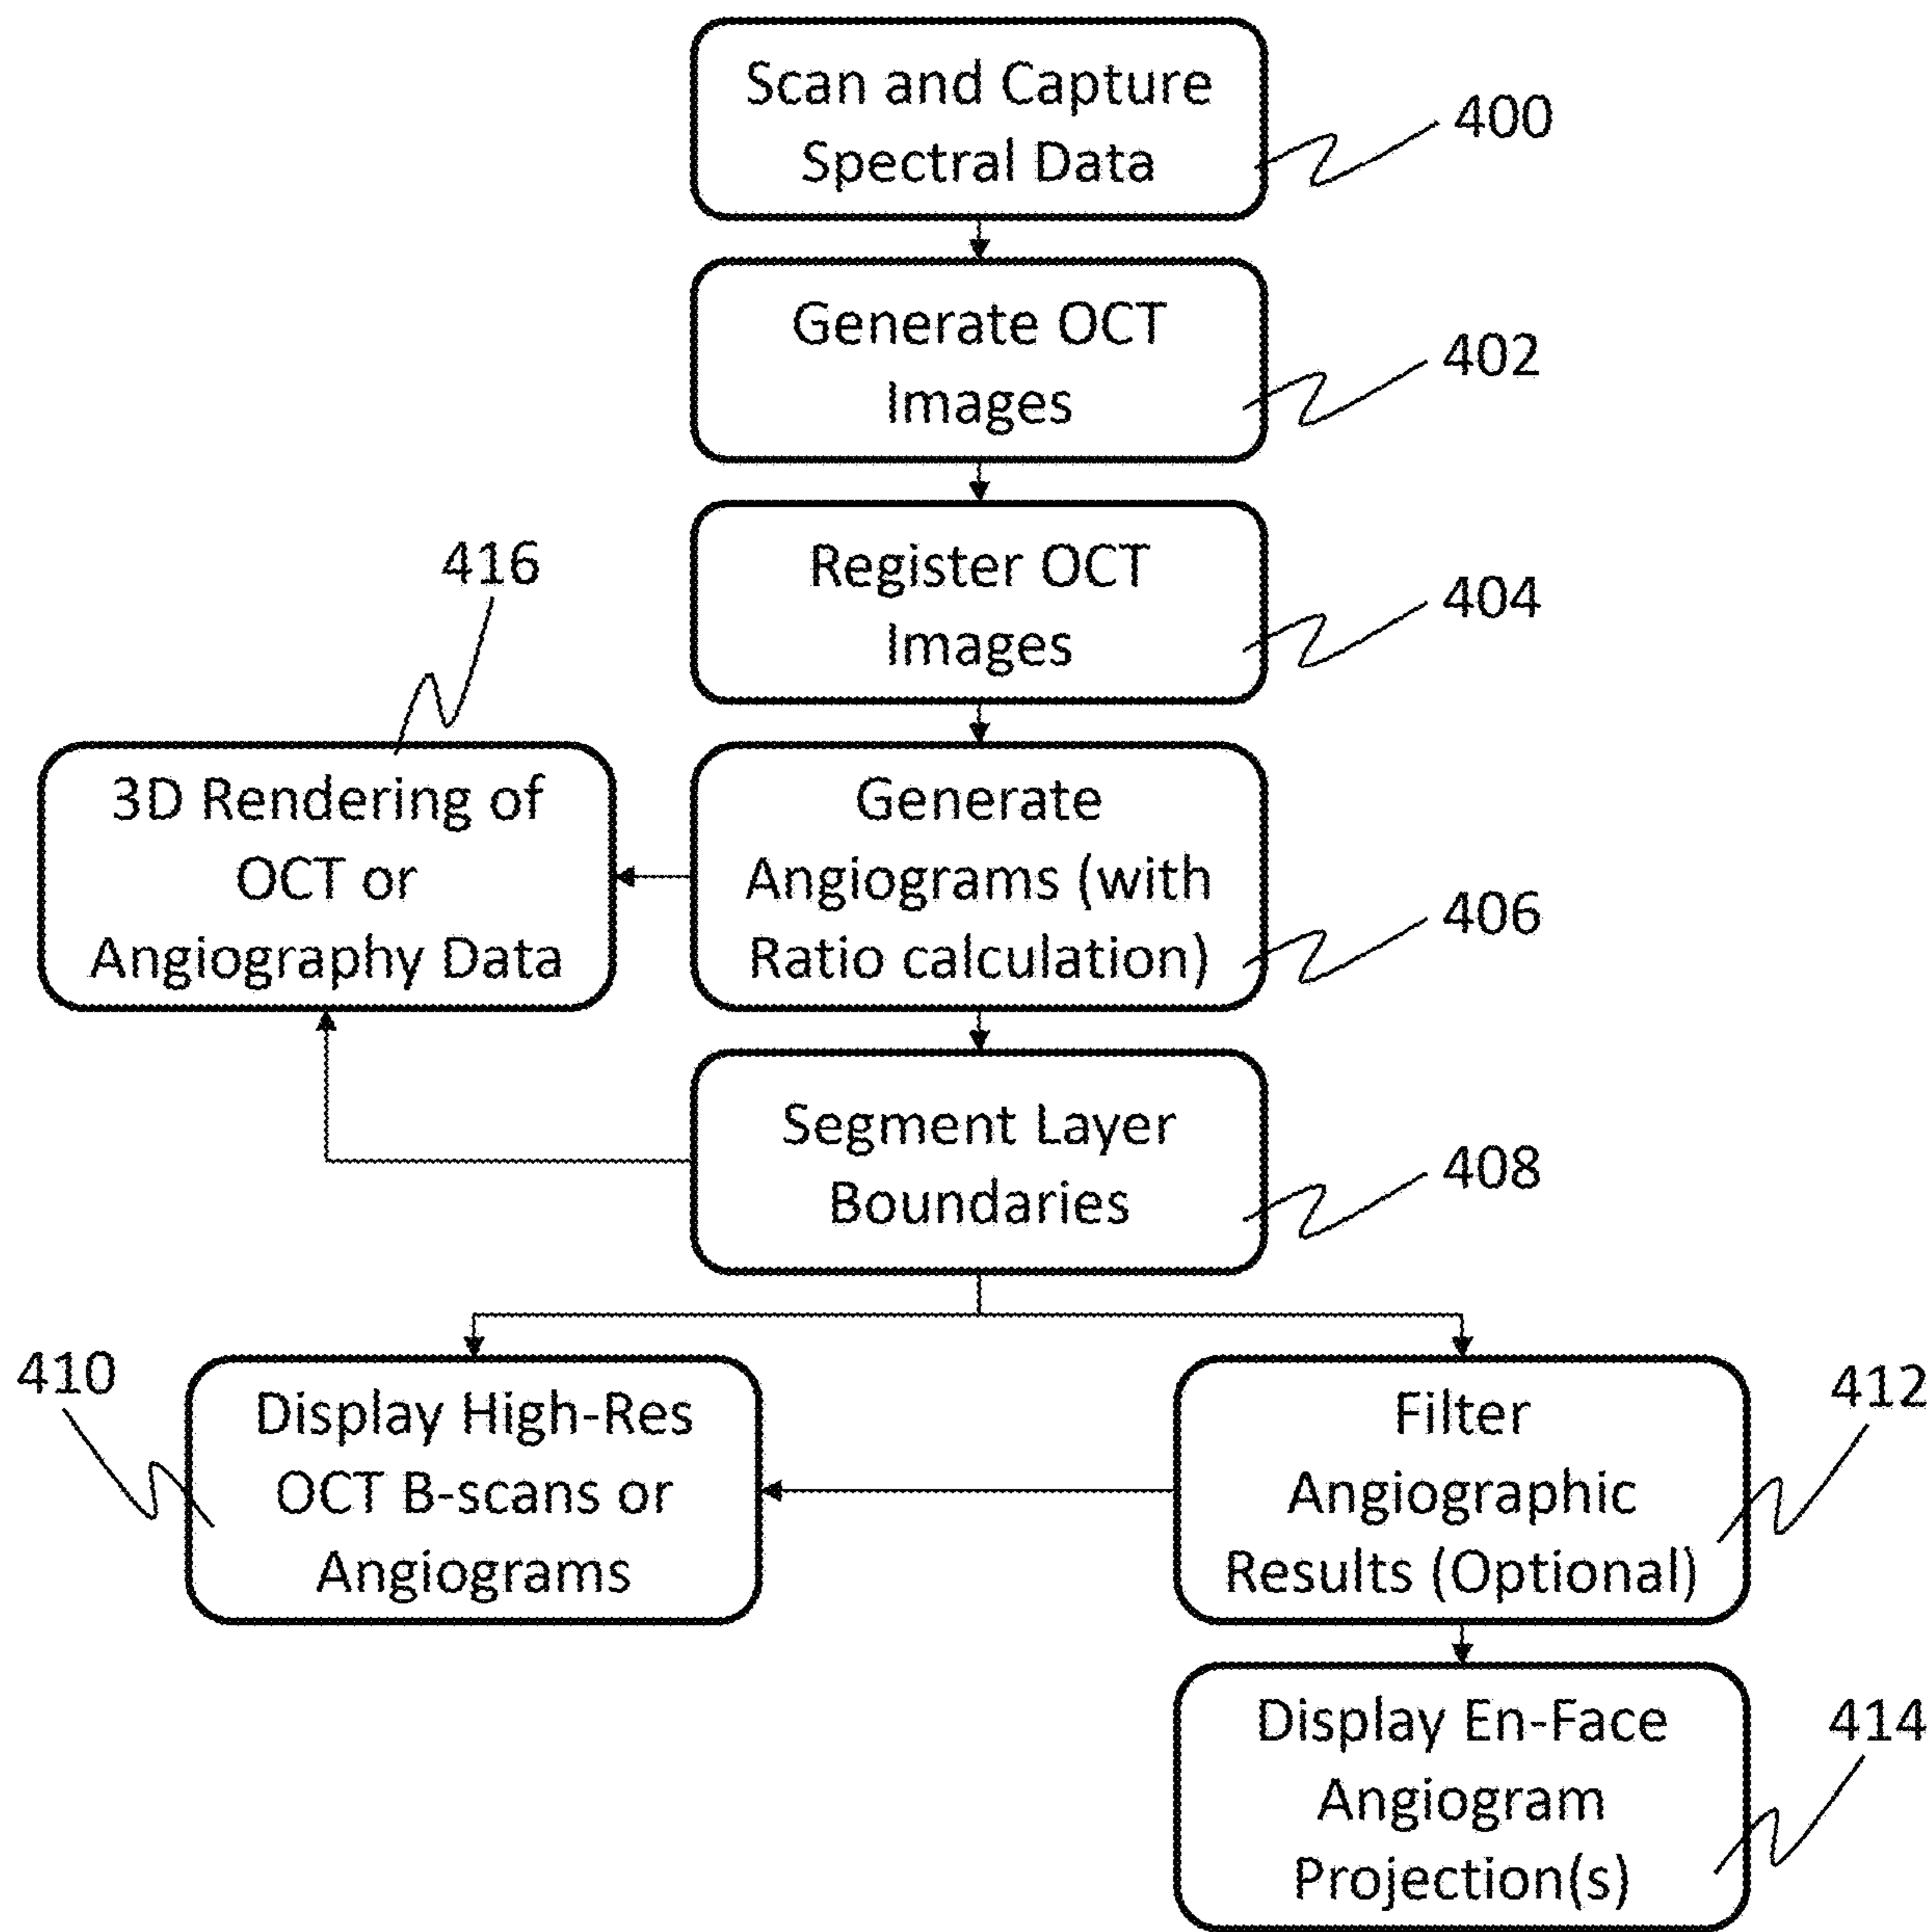 Scan and Capture
Spectral Data
400
Generate OCT
Images
402
Register OCT
Images
404
416
3D Rendering of
OCT or
Angiography Data
Generate
Angiograms (with
Ratio calculation)
406
Segment Layer
Boundaries
408
410
Display High-Res
OCT B-scans or
Angiograms
Filter
Angiographic
Results (Optional)
412
Display En-Face
Angiogram
Projection(s)
414